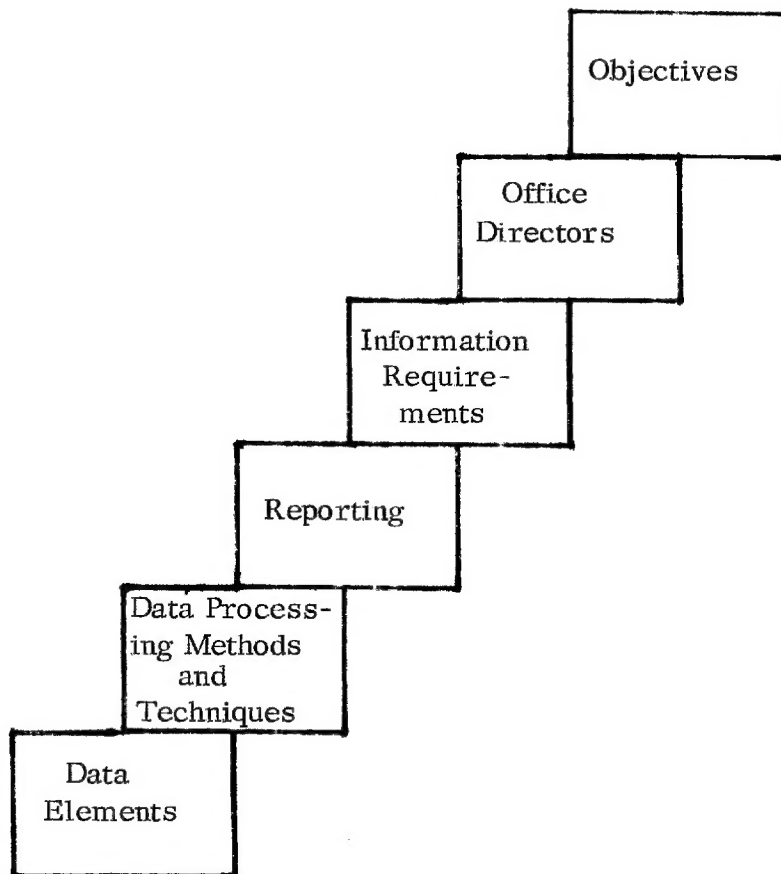 Objectives
Office
Directors
Information
Require-
ments
Reporting
Data Process-
ing Methods
and
Techniques
Data
Elements